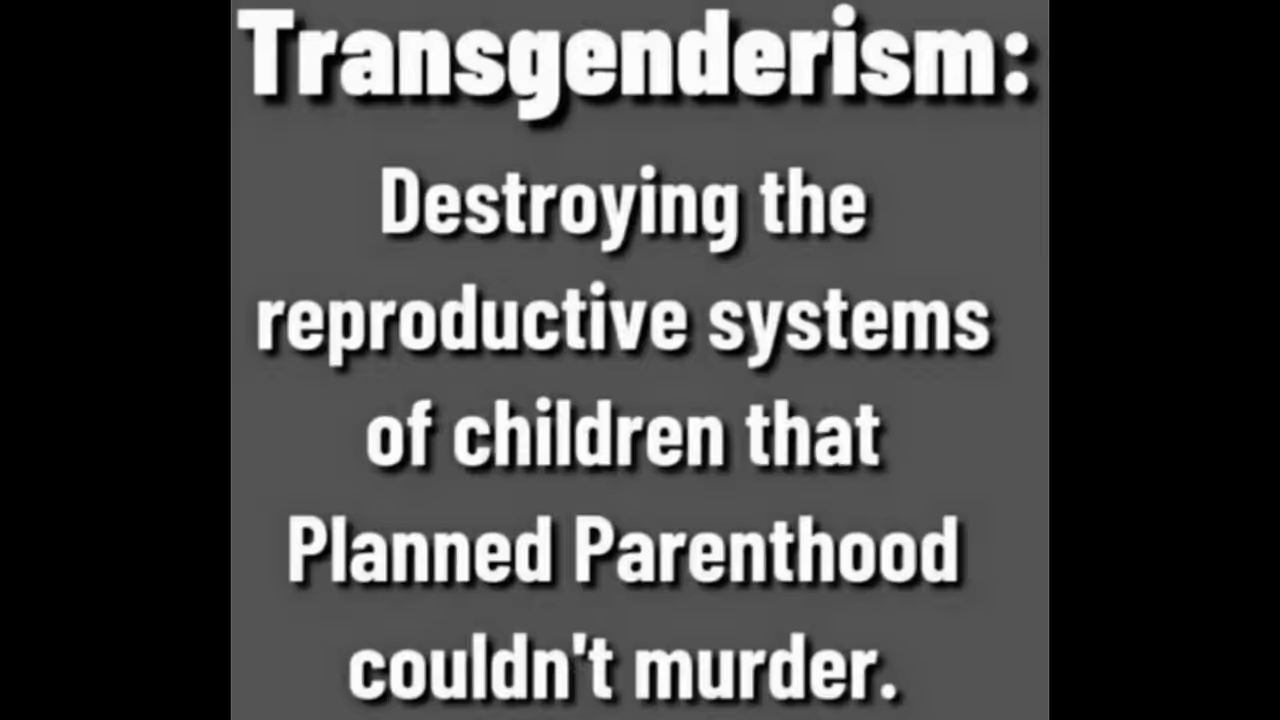 Transgenderism:
Destroying the
reproductive systems
of children that
Planned Parenthood
couldn't murder.